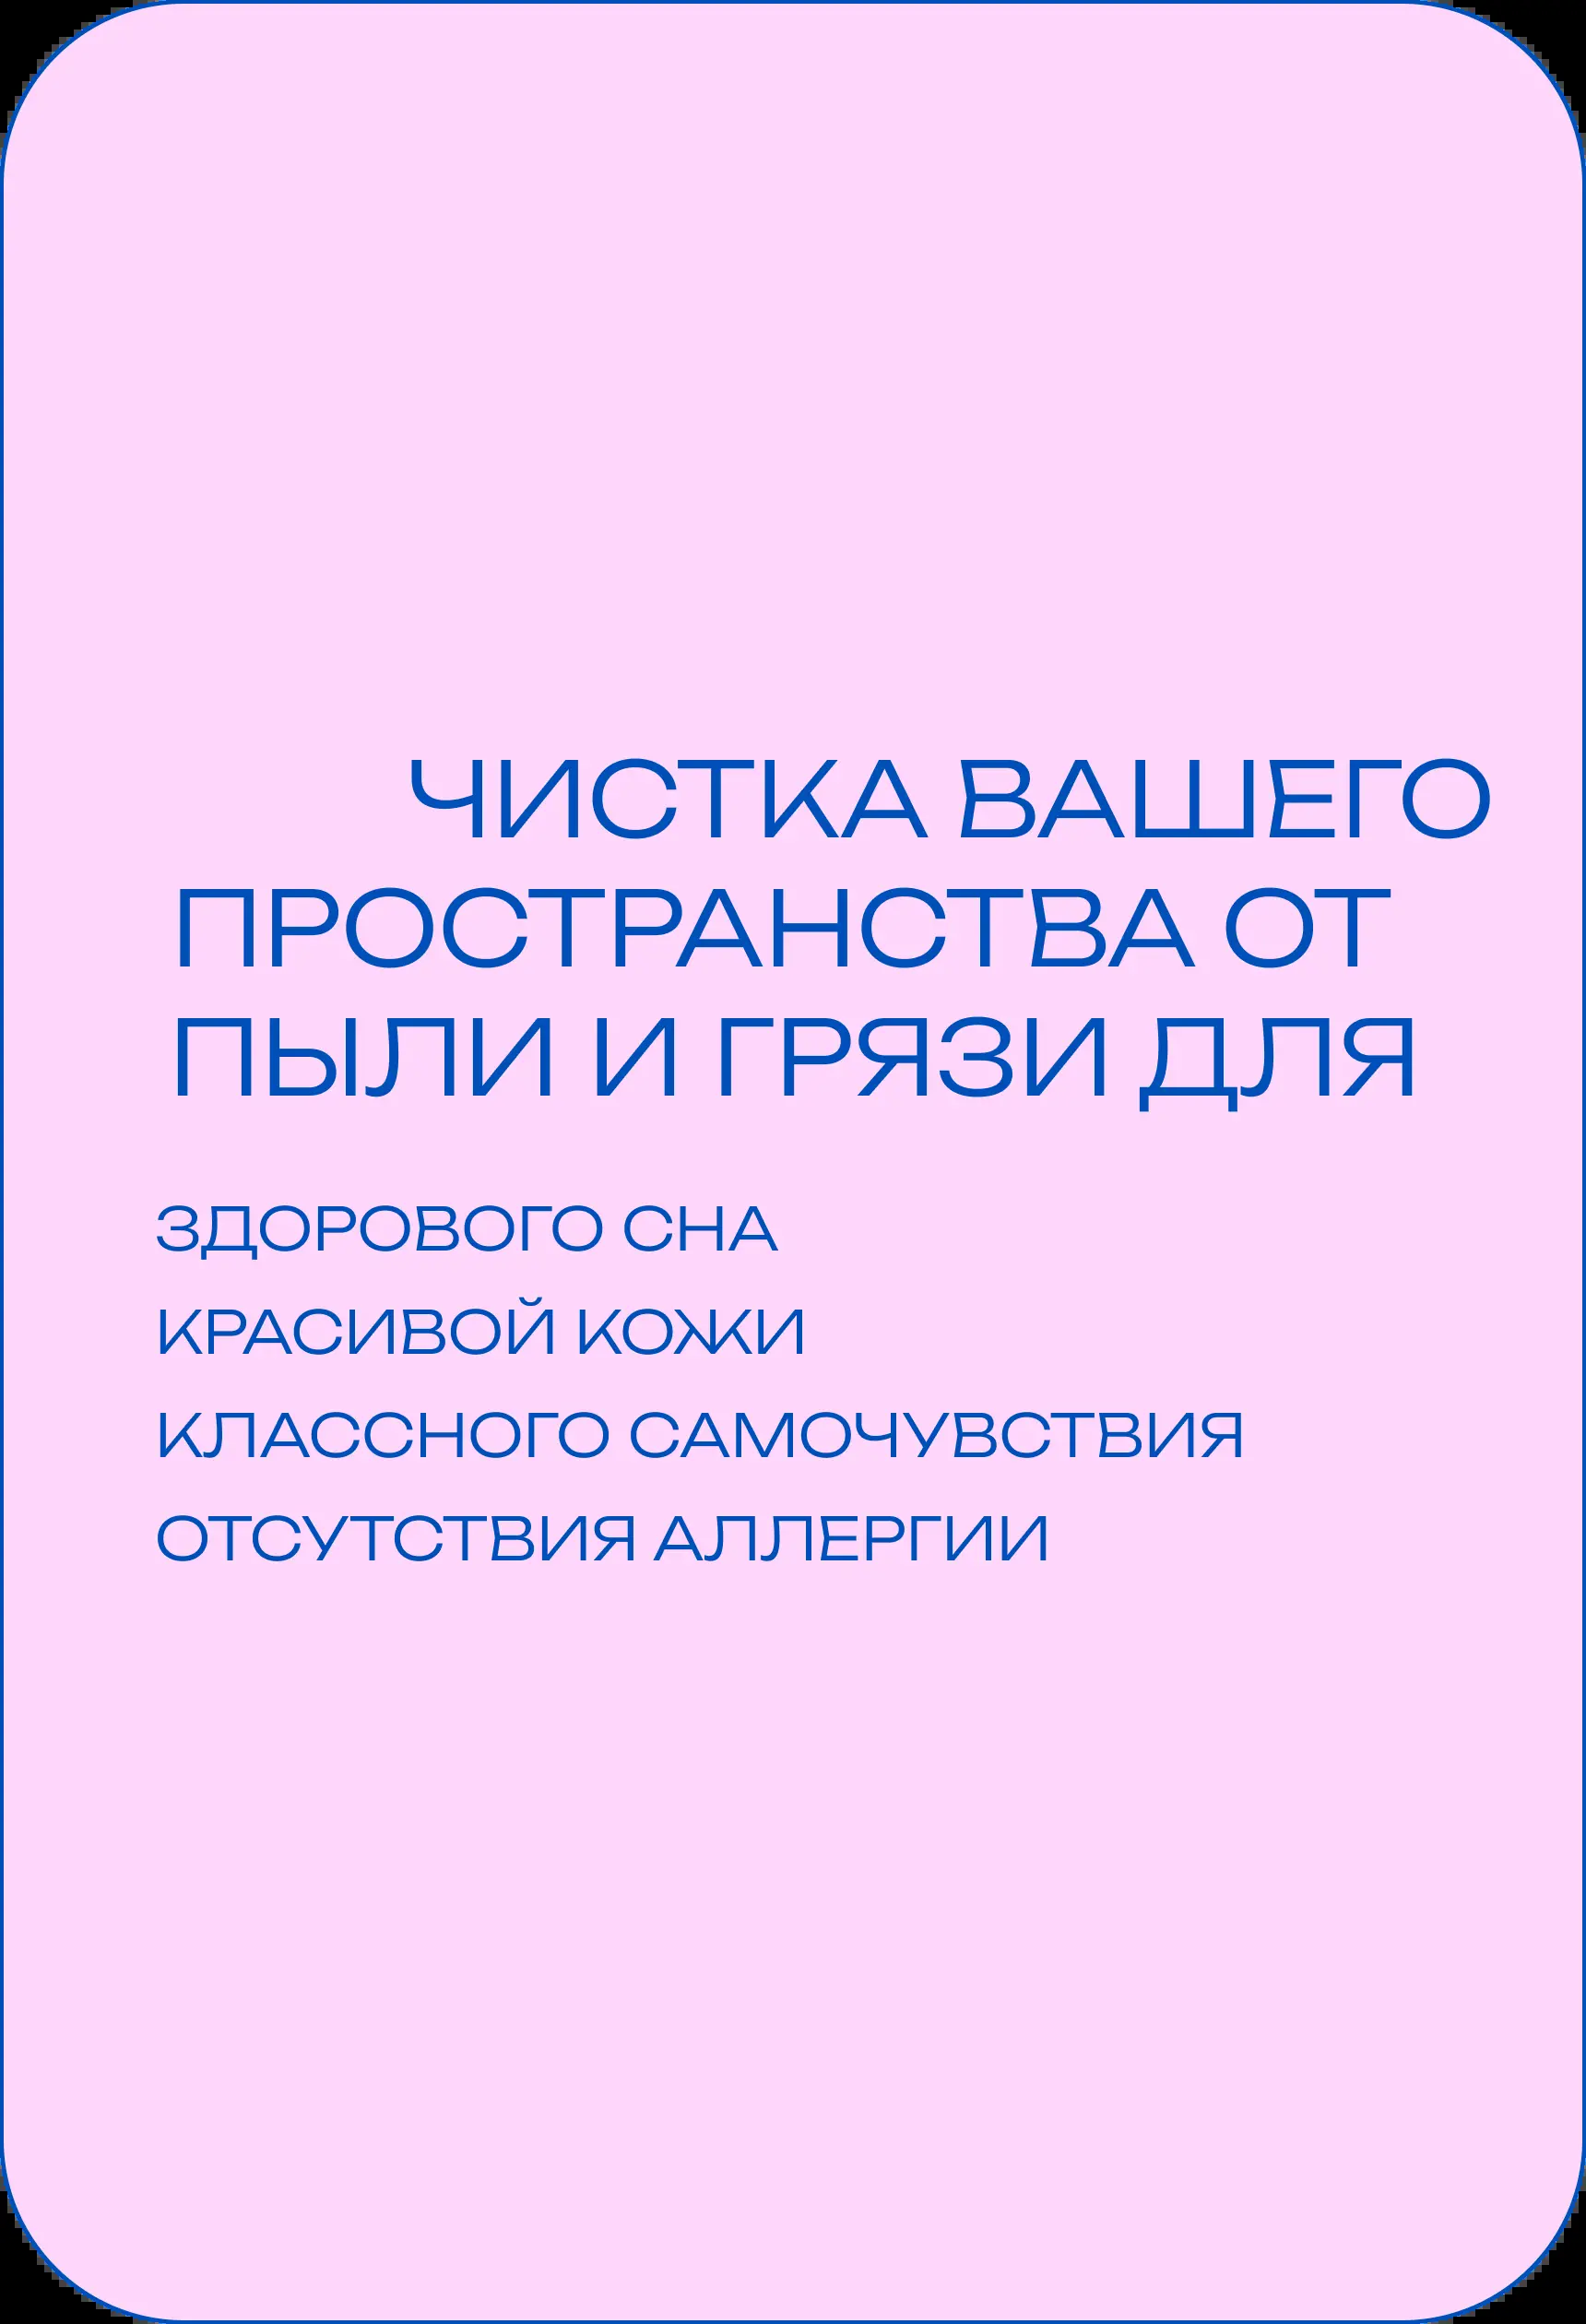 ЧИСТКА ВАШЕГО
ПРОСТРАНСТВА ОТ
ПЫЛИ И ГРЯЗИ ДЛЯ
ЗДОРОВОГО СНА
КРАСИВОЙ КОЖИ
КЛАССНОГО САМОЧУВСТВИЯ
ОТСУТСТВИЯ АЛЛЕРГИИ